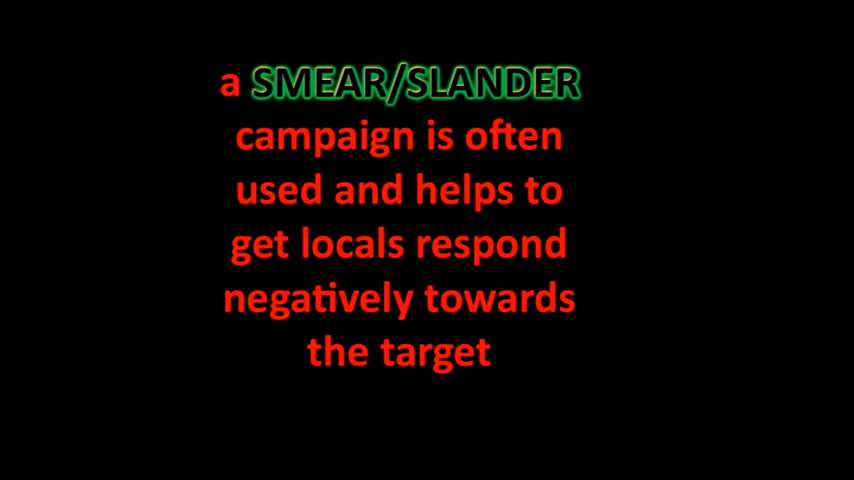 a SMEAR/SLANDER
campaign is often
used and helps to
get locals respond
negatively towards
the target